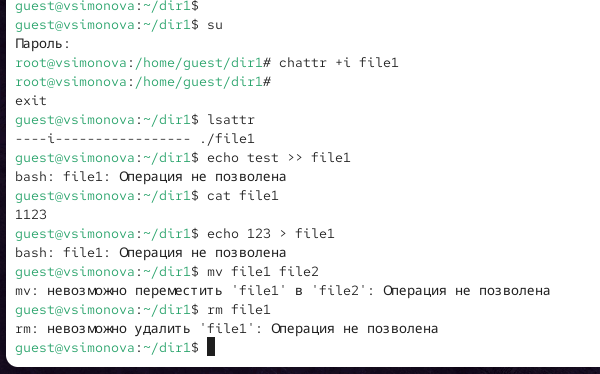 guest@vsimonova:~/dir1$
guest@vsimonova:~/dir1$ su
Пароль:
root@vsimonova:/home/guest/dir1# chattr +i file1
root@vsimonova:/home/guest/dir1#
exit
guest@vsimonova:~/dir1$ lsattr
----i----------------- ./file1
guest@vsimonova:~/dir1$ echo test >> file1
bash: file1: Операция не позволена
guest@vsimonova:~/dir1$ cat file1
1123
guest@vsimonova:~/dir1$ echo 123 > file1
bash: file1: Операция не позволена
guest@vsimonova:~/dir1$ mv file1 file2
mv: невозможно переместить 'file1' в 'file2': Операция не позволена
guest@vsimonova:~/dir1$ rm file1
rm: невозможно удалить 'file1': Операция не позволена
guest@vsimonova:~/dir1$